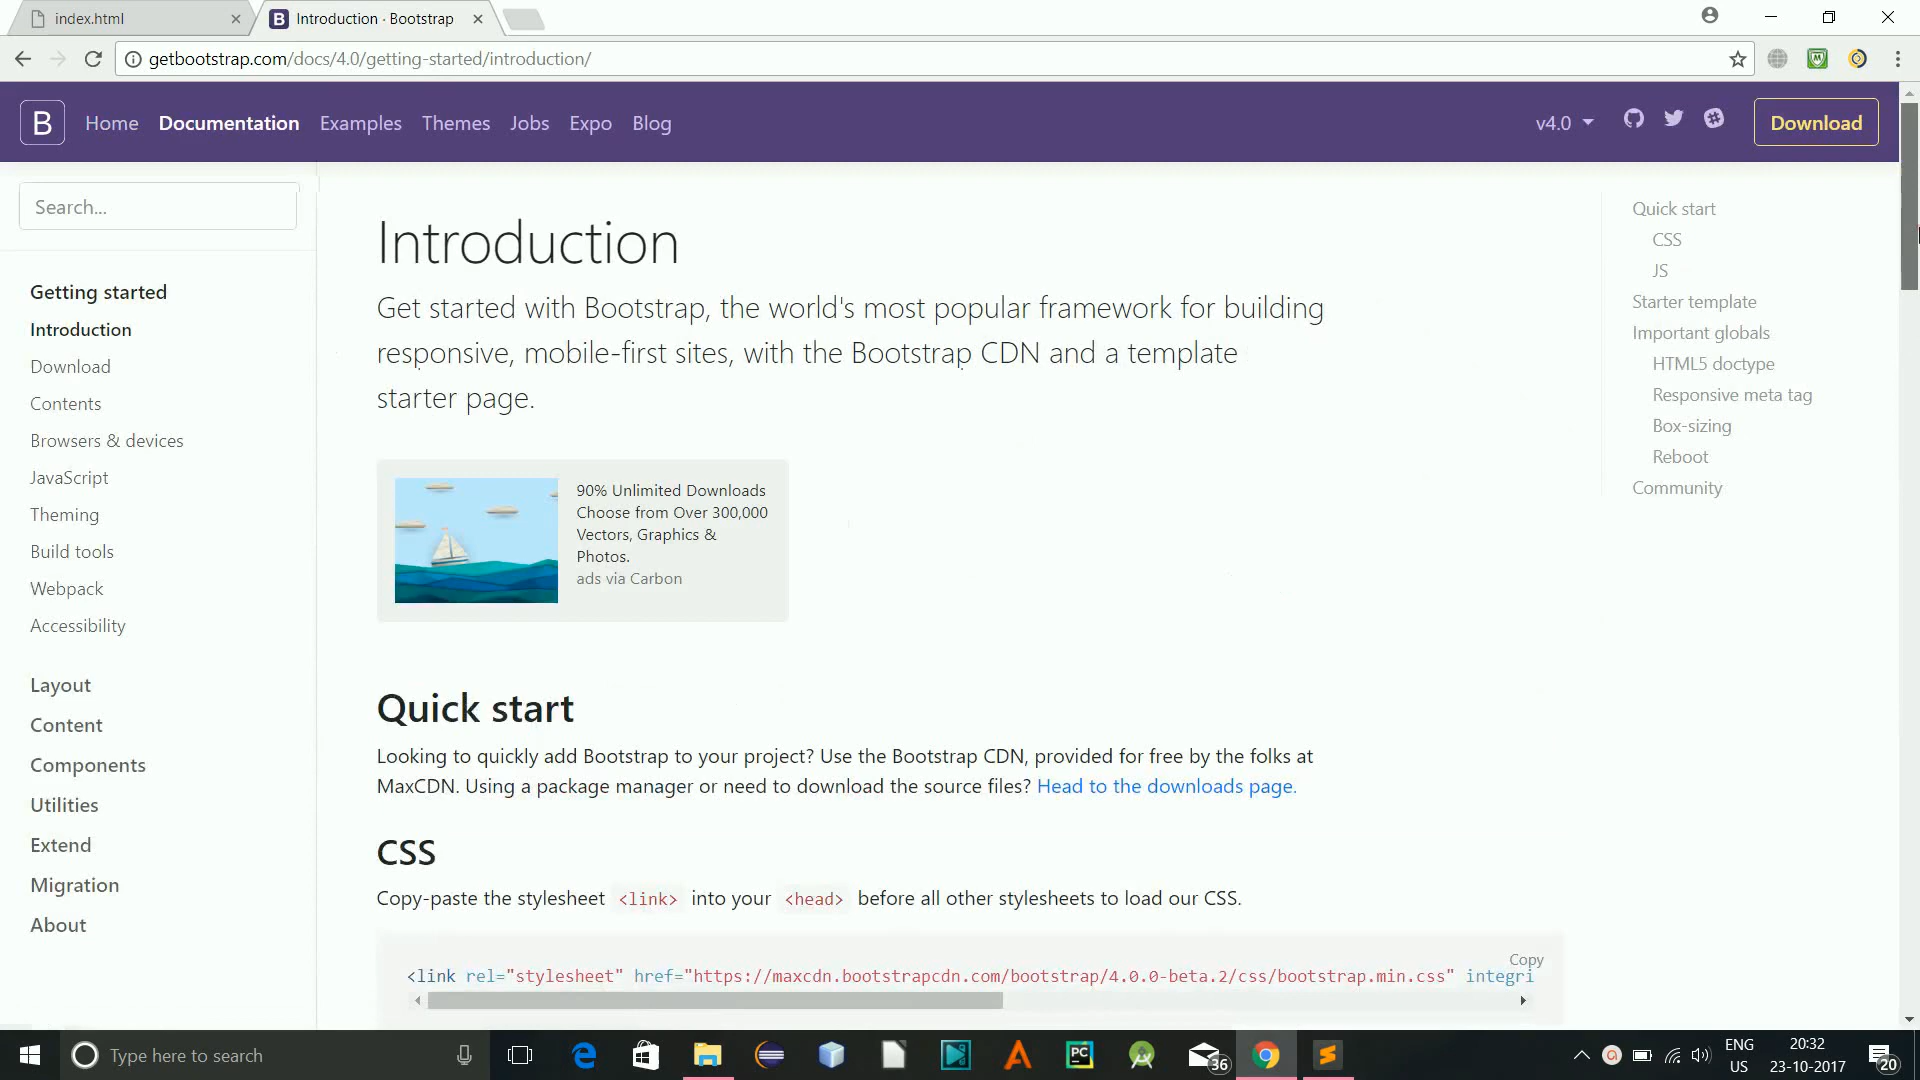 index.html
Introduction · Bootstrap
getbootstrap.com/docs/4.0/getting-started/introduction/
B Home Documentation Examples Themes Jobs Expo Blog v4.0 Download
Search...
Getting started
Introduction
Download
Contents
Browsers & devices
JavaScript
Theming
Build tools
Webpack
Accessibility
Layout
Content
Components
Utilities
Extend
Migration
About
Introduction
Get started with Bootstrap, the world's most popular framework for building
responsive, mobile-first sites, with the Bootstrap CDN and a template
starter page.
90% Unlimited Downloads
Choose from Over 300,000
Vectors, Graphics &
Photos.
ads via Carbon
Quick start
Looking to quickly add Bootstrap to your project? Use the Bootstrap CDN, provided for free by the folks at
MaxCDN. Using a package manager or need to download the source files? Head to the downloads page.
CSS
Copy-paste the stylesheet <link> into your <head> before all other stylesheets to load our CSS.
Copy
<link rel="stylesheet" href="https://maxcdn.bootstrapcdn.com/bootstrap/4.0.0-beta.2/css/bootstrap.min.css" integri
Quick start
CSS
JS
Starter template
Important globals
HTML5 doctype
Responsive meta tag
Box-sizing
Reboot
Community
Type here to search
PC
36
ENG
US
20:32
23-10-2017
20